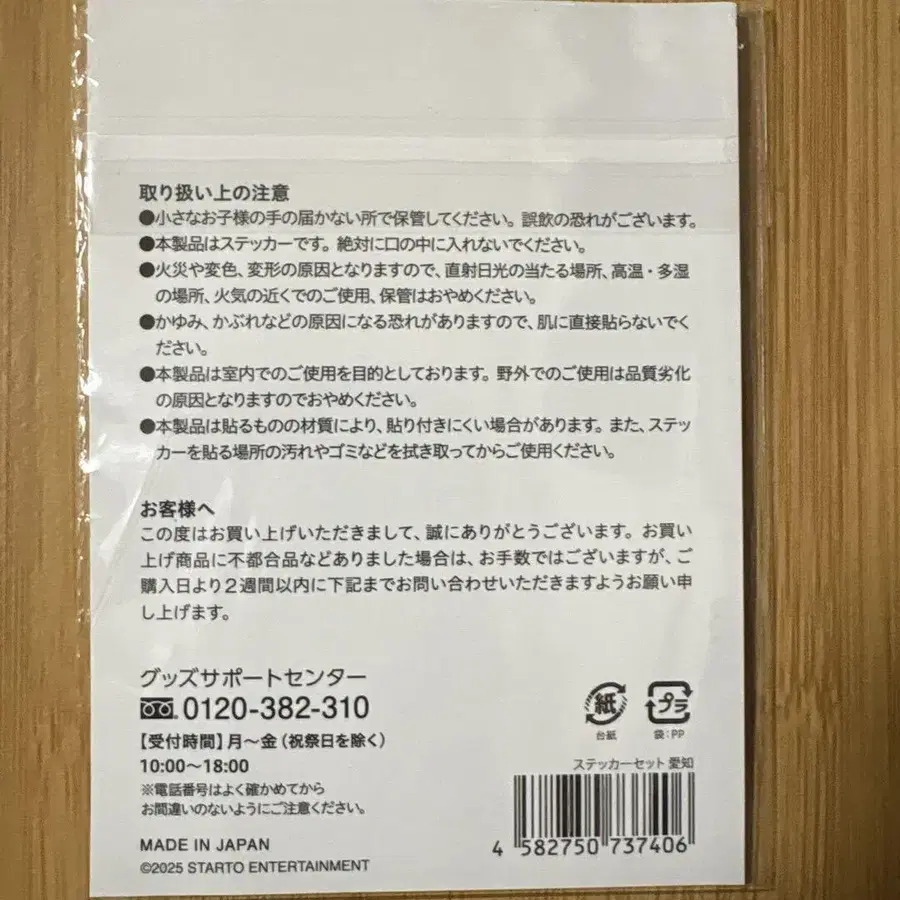 取り扱い上の注意
●小さなお子様の手の届かない所で保管してください。誤飲の恐れがございます。
●本製品はステッカーです。絶対に口の中に入れないでください。
●火災や変色、変形の原因となりますので、直射日光の当たる場所、高温・多湿
の場所、火気の近くでのご使用、保管はおやめください。
●かゆみ、かぶれなどの原因になる恐れがありますので、肌に直接貼らないでく
ださい。
●本製品は室内でのご使用を目的としております。野外でのご使用は品質劣化
の原因となりますのでおやめください。
●本製品は貼るものの材質により、貼り付きにくい場合があります。また、ステッ
カーを貼る場所の汚れやゴミなどを拭き取ってからご使用ください。
お客様へ
この度はお買い上げいただきまして、誠にありがとうございます。お買い
上げ商品に不都合品などありました場合は、お手数ではございますが、ご
購入日より2週間以内に下記までお問い合わせいただきますようお願い申
し上げます。
グッズサポートセンター
0120-382-310
【受付時間】月〜金（祝祭日を除く）
10:00〜18:00
※電話番号はよく確かめてから
お間違いのないようにご注意ください。
MADE IN JAPAN
©2025 STARTO ENTERTAINMENT
紙
台紙
プラ
袋:PP
ステッカーセット 愛知
4 582750 737406